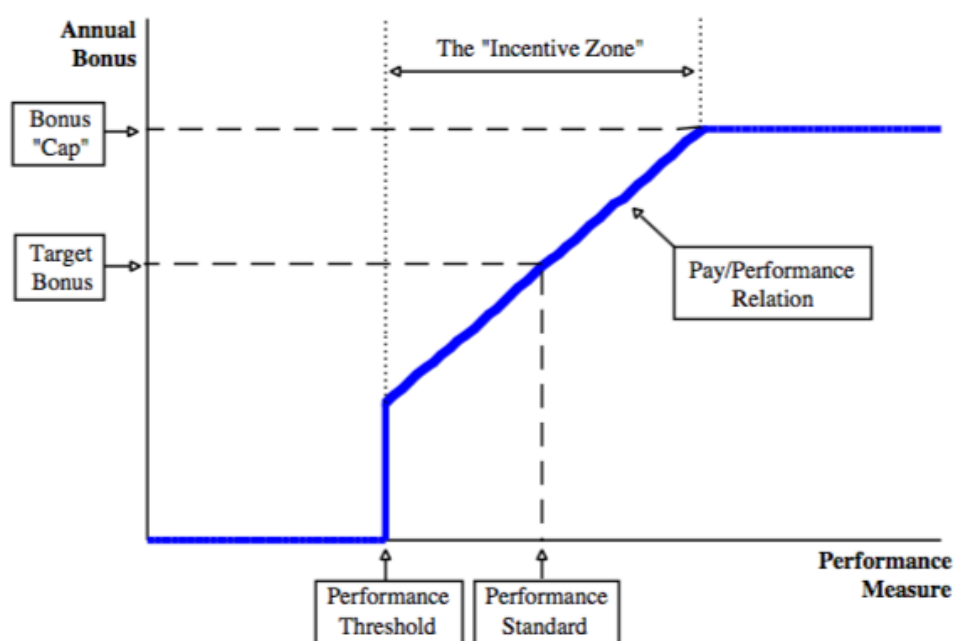 Annual
Bonus
The "Incentive Zone"
Bonus
"Cap"
Target
Bonus
Pay/Performance
Relation
Performance
Measure
Performance
Threshold
Performance
Standard